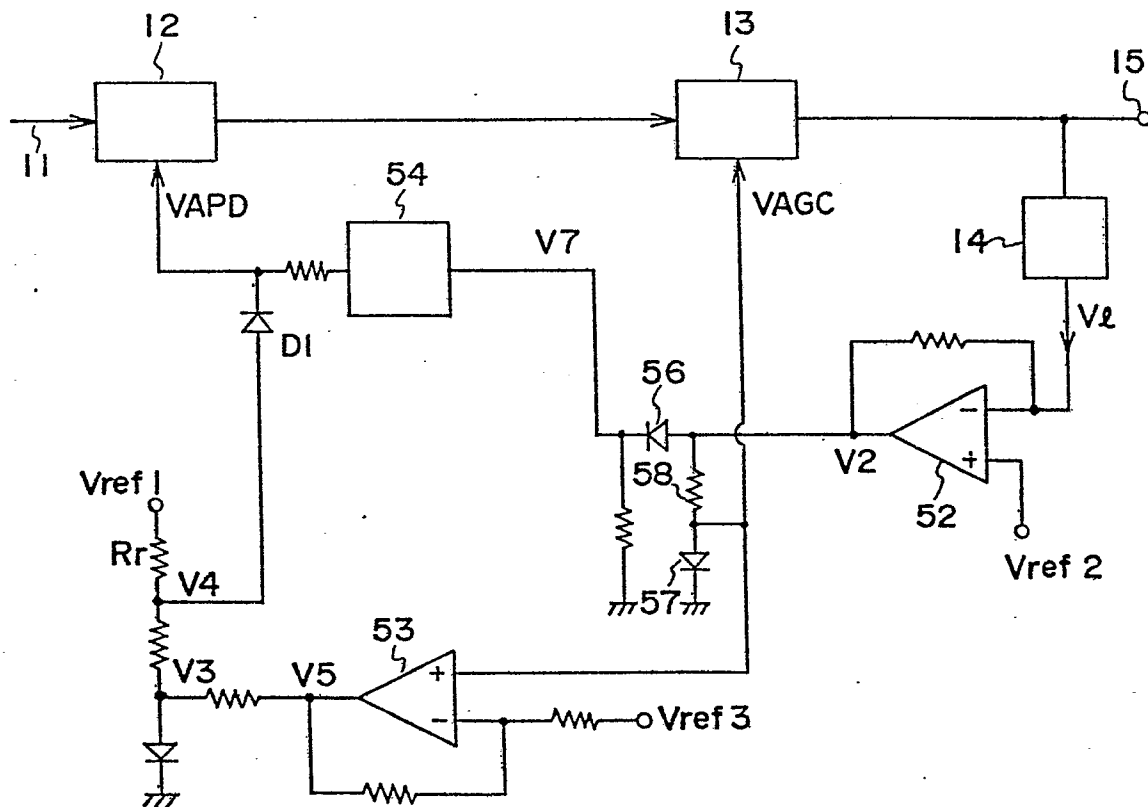 12
13
15
11
VAPD
54
VAGC
V7
14
Vℓ
56
D1
V2
58
52
Vref 1
Rr
V4
57
Vref 2
53
V3
V5
Vref 3
+
−
−
+